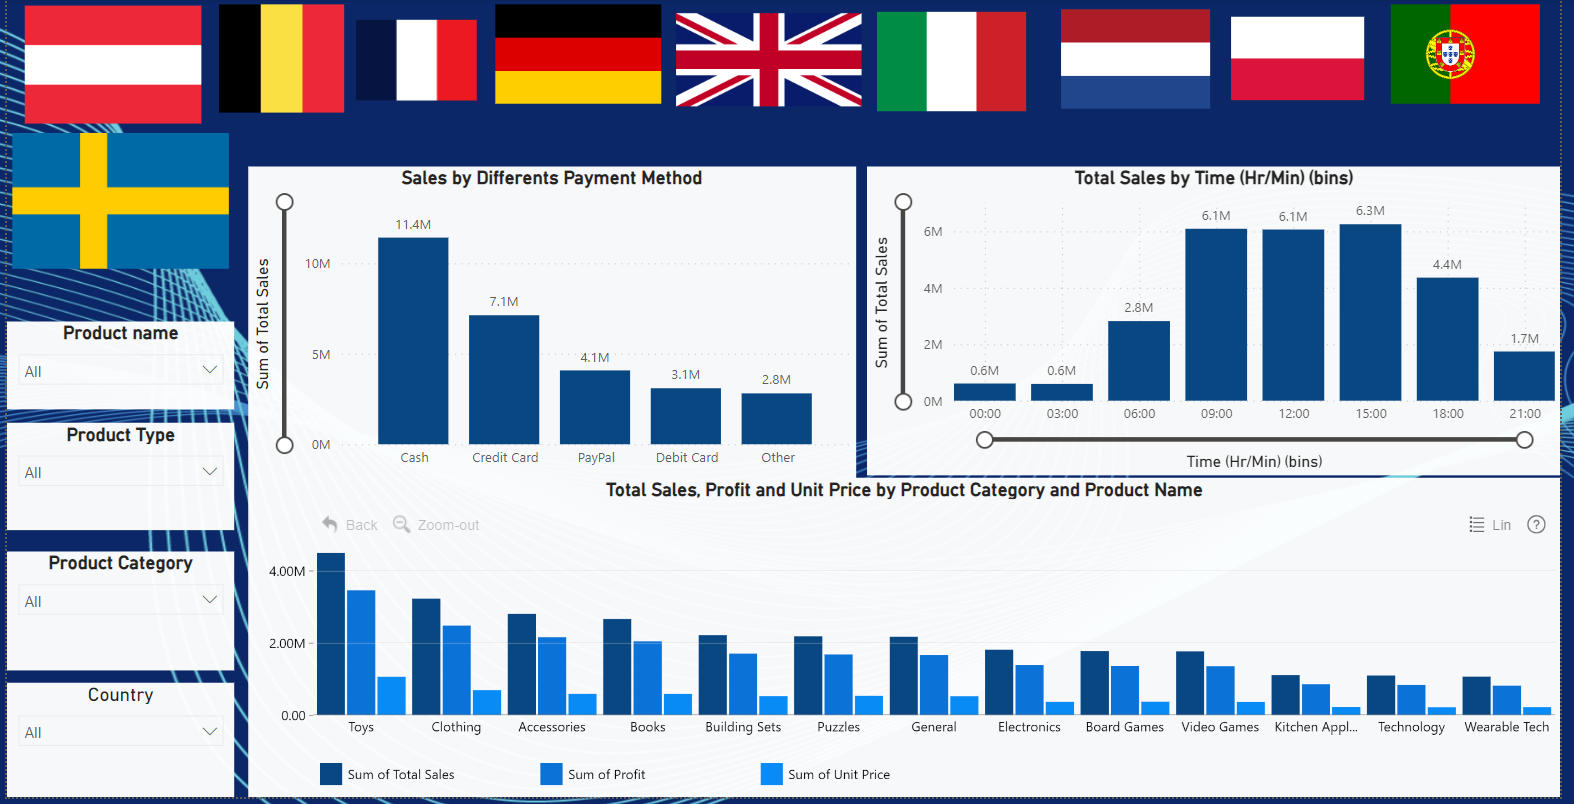 Product name
All
Product Type
All
Product Category
All
Country
All
Sales by Differents Payment Method
Sum of Total Sales
10M
5M
0M
11.4M
7.1M
4.1M
3.1M
2.8M
Cash
Credit Card
PayPal
Debit Card
Other
Total Sales by Time (Hr/Min) (bins)
Sum of Total Sales
6M
4M
2M
0M
0.6M
0.6M
2.8M
6.1M
6.1M
6.3M
4.4M
1.7M
00:00
03:00
06:00
09:00
12:00
15:00
18:00
21:00
Time (Hr/Min) (bins)
Total Sales, Profit and Unit Price by Product Category and Product Name
Back
Zoom-out
Lin
?
4.00M
2.00M
0.00
Toys
Clothing
Accessories
Books
Building Sets
Puzzles
General
Electronics
Board Games
Video Games
Kitchen Appl...
Technology
Wearable Tech
Sum of Total Sales
Sum of Profit
Sum of Unit Price